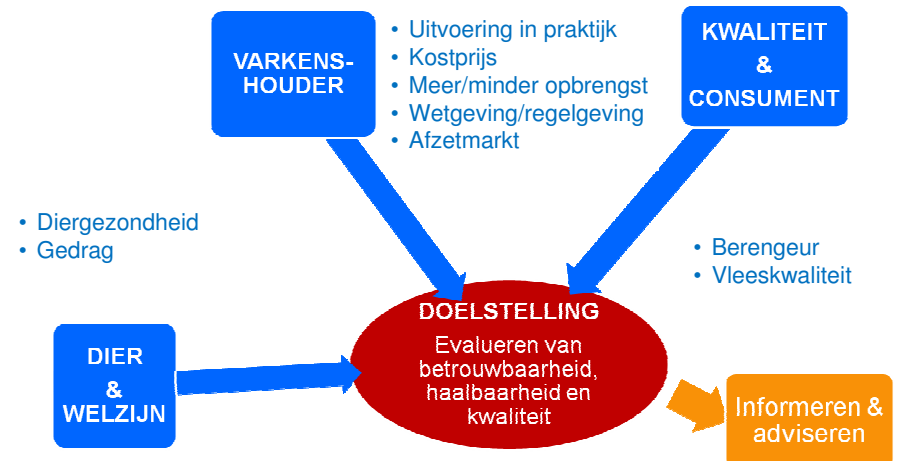 VARKENS-
HOUDER
• Uitvoering in praktijk
• Kostprijs
• Meer/minder opbrengst
• Wetgeving/regelgeving
• Afzetmarkt
KWALITEIT
&
CONSUMENT
• Diergezondheid
• Gedrag
• Berengeur
• Vleeskwaliteit
DIER
&
WELZIJN
DOELSTELLING
Evalueren van
betrouwbaarheid,
haalbaarheid en
kwaliteit
Informeren &
adviseren